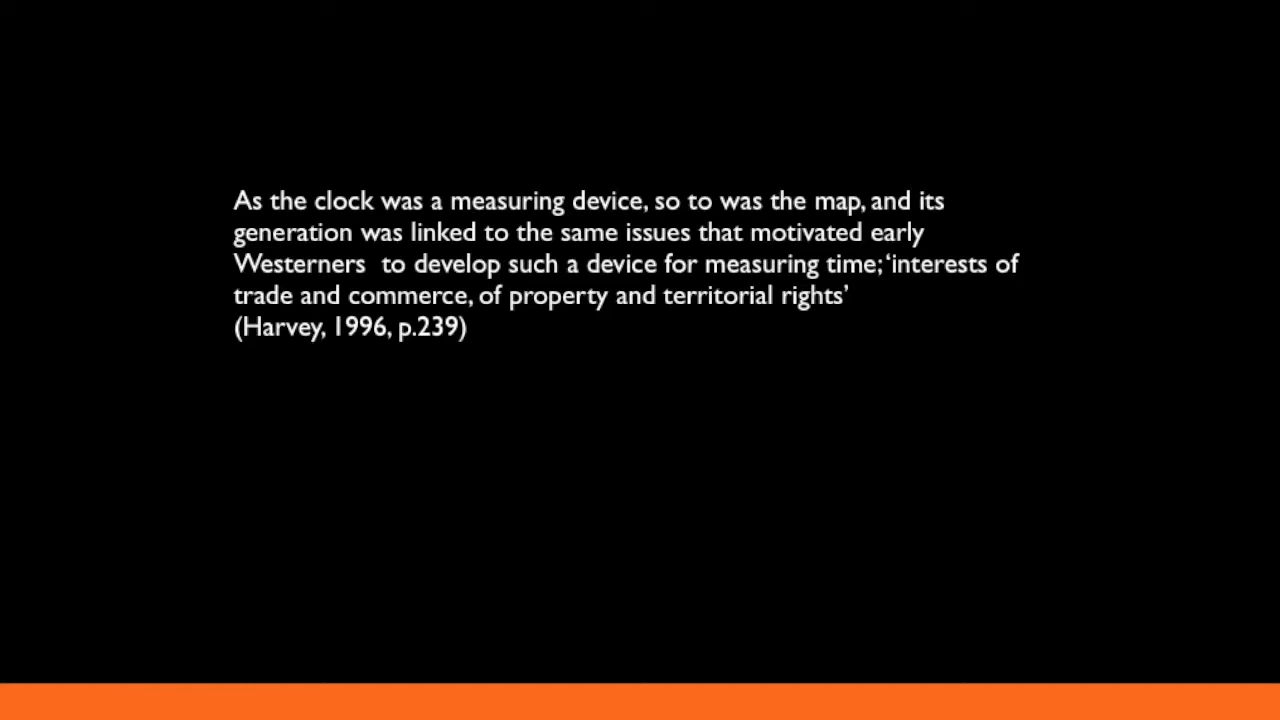 As the clock was a measuring device, so to was the map, and its
generation was linked to the same issues that motivated early
Westerners  to develop such a device for measuring time; ‘interests of
trade and commerce, of property and territorial rights’
(Harvey, 1996, p.239)